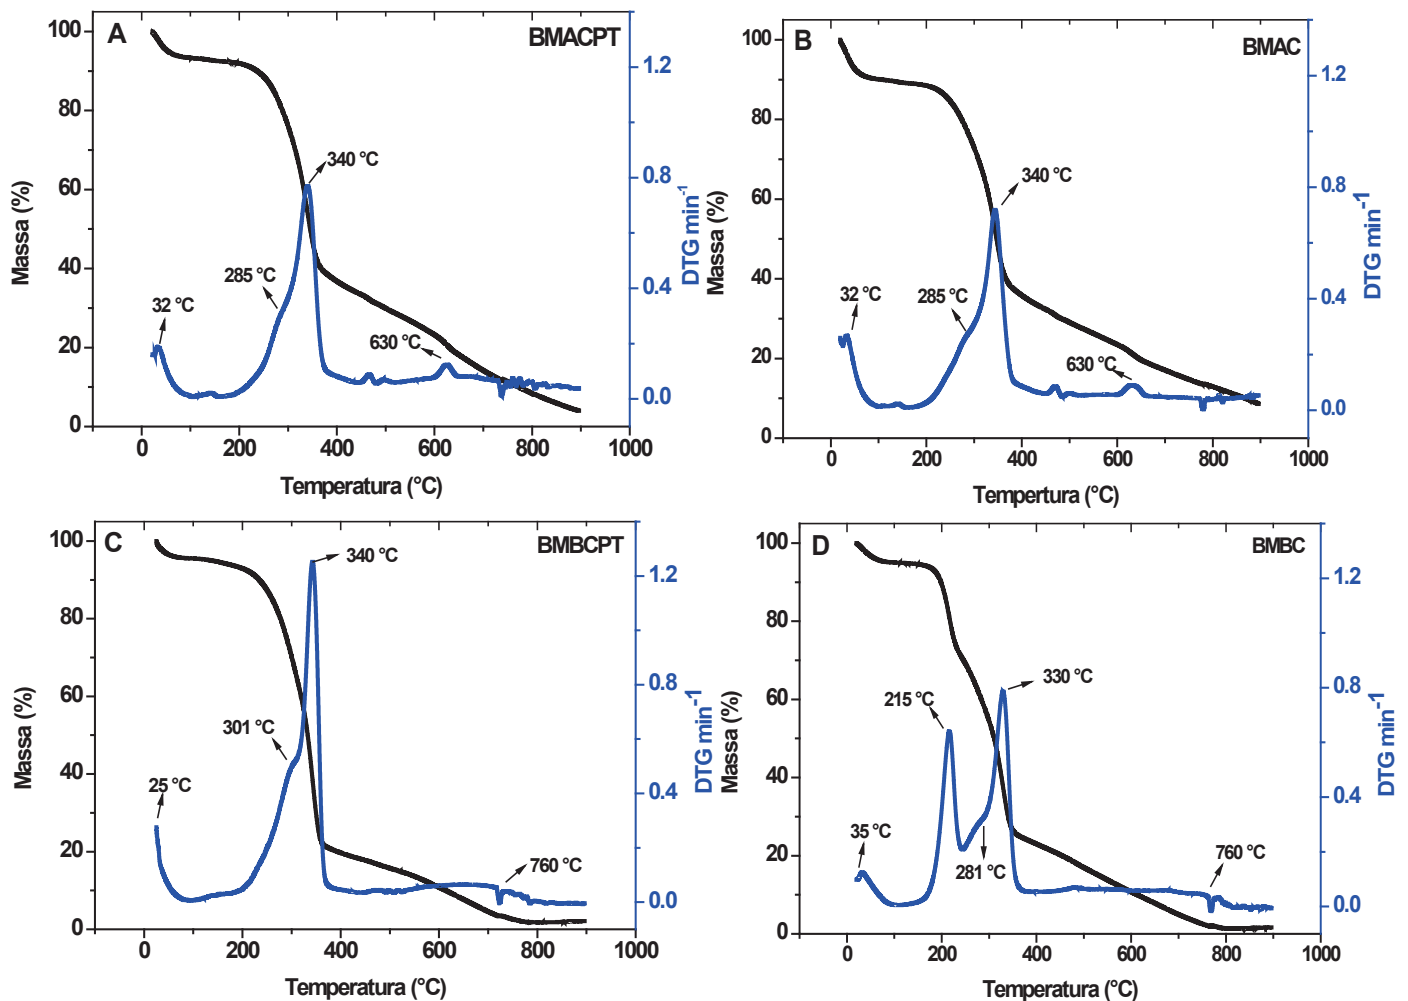 A
BMACPT
100
80
60
40
20
0
Massa (%)
1.2
0.8
0.4
0.0
DTG min-1
340 °C
285 °C
32 °C
630 °C
0 200 400 600 800 1000
Temperatura (°C)
B
BMAC
100
80
60
40
20
0
Massa (%)
1.2
0.8
0.4
0.0
DTG min-1
340 °C
285 °C
32 °C
630 °C
0 200 400 600 800 1000
Tempertura (°C)
C
BMBCPT
100
80
60
40
20
0
Massa (%)
1.2
0.8
0.4
0.0
DTG min-1
340 °C
301 °C
25 °C
760 °C
0 200 400 600 800 1000
Temperatura (°C)
D
BMBC
100
80
60
40
20
0
Massa (%)
1.2
0.8
0.4
0.0
DTG min-1
330 °C
215 °C
35 °C
281 °C
760 °C
0 200 400 600 800 1000
Temperatura (°C)